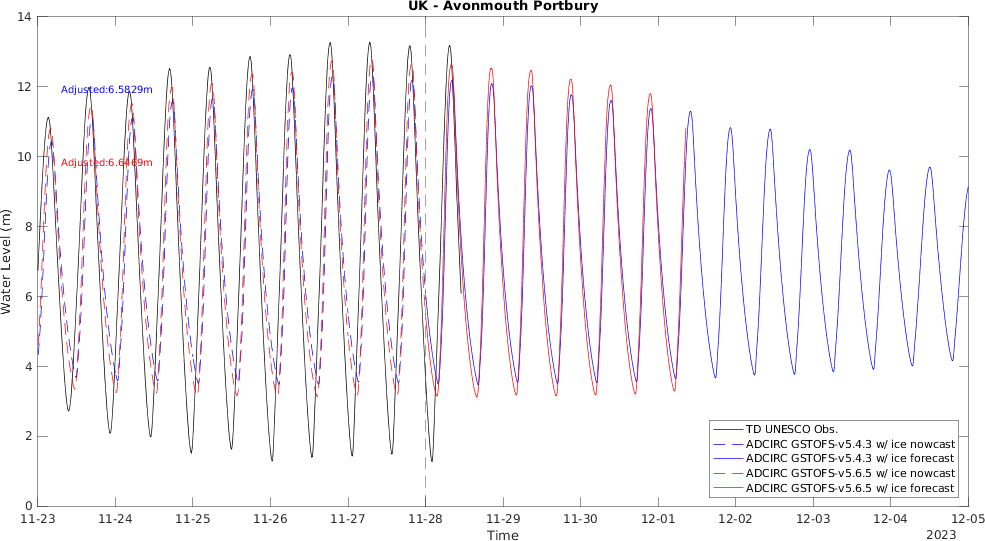 UK - Avonmouth Portbury
14
12
10
8
6
4
2
0
Water Level (m)
Adjusted:6.5829m
Adjusted:6.6469m
TD UNESCO Obs.
ADCIRC GSTOFS-v5.4.3 w/ ice nowcast
ADCIRC GSTOFS-v5.4.3 w/ ice forecast
ADCIRC GSTOFS-v5.6.5 w/ ice nowcast
ADCIRC GSTOFS-v5.6.5 w/ ice forecast
11-23 11-24 11-25 11-26 11-27 11-28 11-29 11-30 12-01 12-02 12-03 12-04 12-05
Time
2023